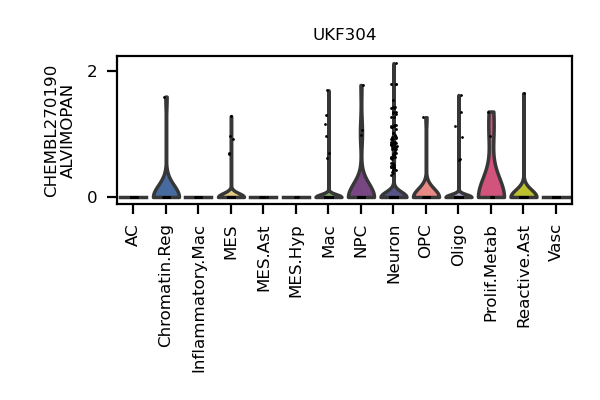 UKF304
CHEMBL270190
ALVIMOPAN
2
0
AC
Chromatin.Reg
Inflammatory.Mac
MES
MES.Ast
MES.Hyp
Mac
NPC
Neuron
OPC
Oligo
Prolif.Metab
Reactive.Ast
Vasc